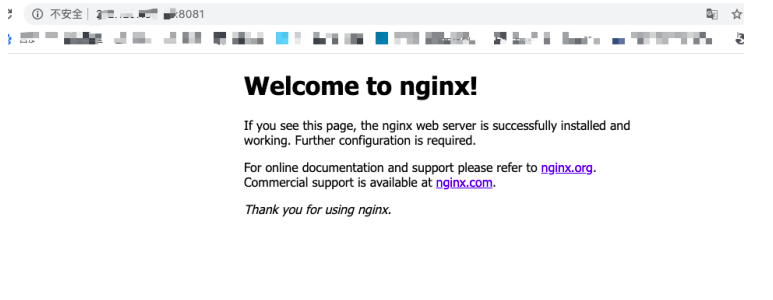 不安全
:8081
Welcome to nginx!
If you see this page, the nginx web server is successfully installed and
working. Further configuration is required.
For online documentation and support please refer to nginx.org.
Commercial support is available at nginx.com.
Thank you for using nginx.